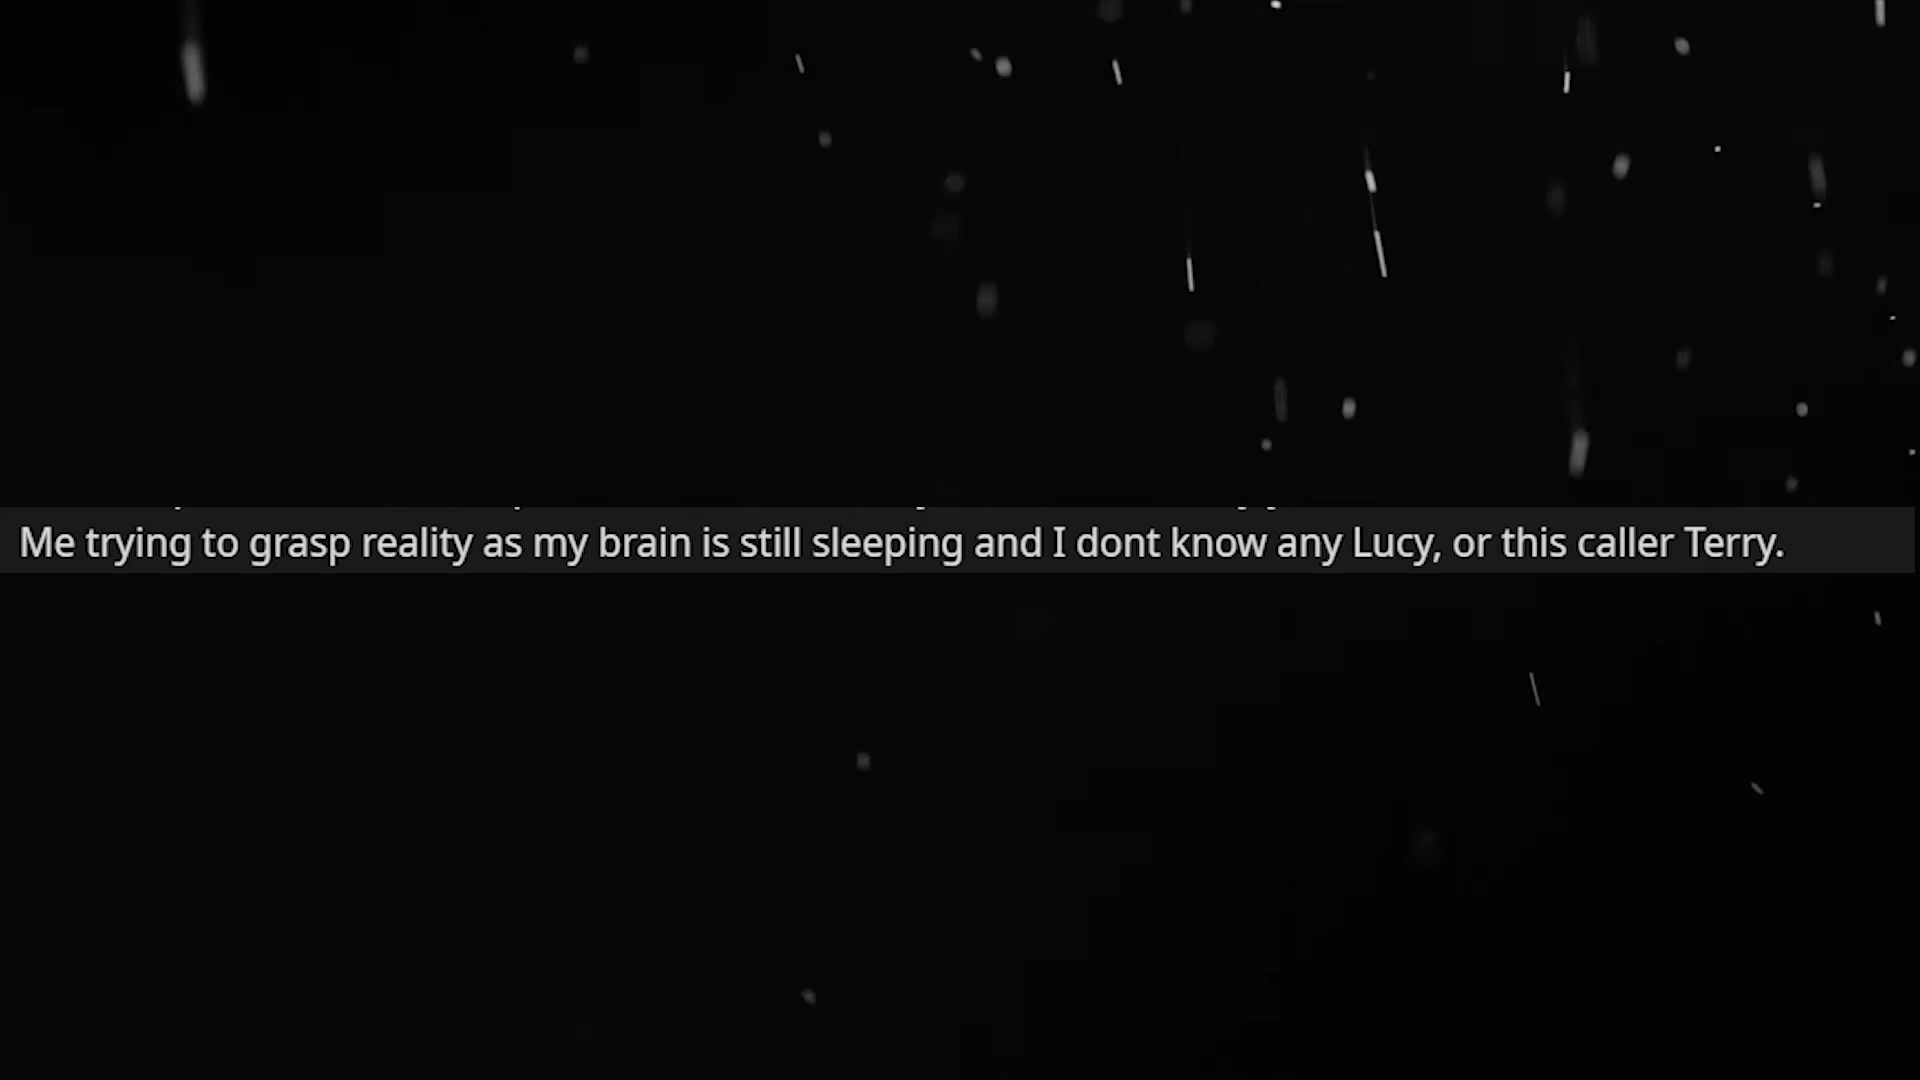 Me trying to grasp reality as my brain is still sleeping and I dont know any Lucy, or this caller Terry.